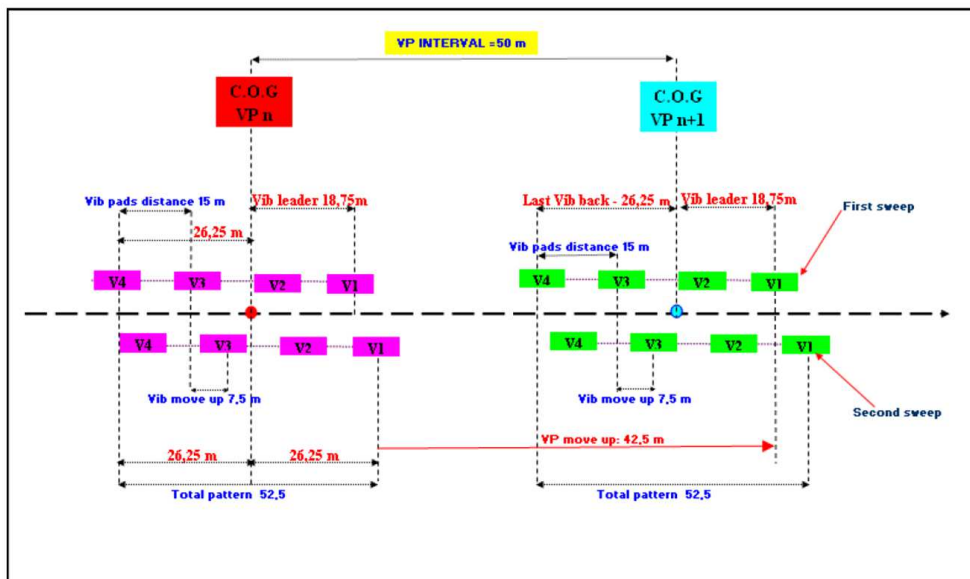 VP INTERVAL =50 m
C.O.G
VP n
C.O.G
VP n+1
Vib pads distance 15 m
Vib leader 18,75m
26,25 m
Last Vib back - 26,25 m
Vib leader 18,75m
First sweep
Vib pads distance 15 m
V4
V3
V2
V1
V4
V3
V2
V1
V4
V3
V2
V1
V4
V3
V2
V1
Vib move up 7,5 m
Vib move up 7,5 m
Second sweep
VP move up: 42,5 m
26,25 m
26,25 m
Total pattern 52,5
Total pattern 52,5